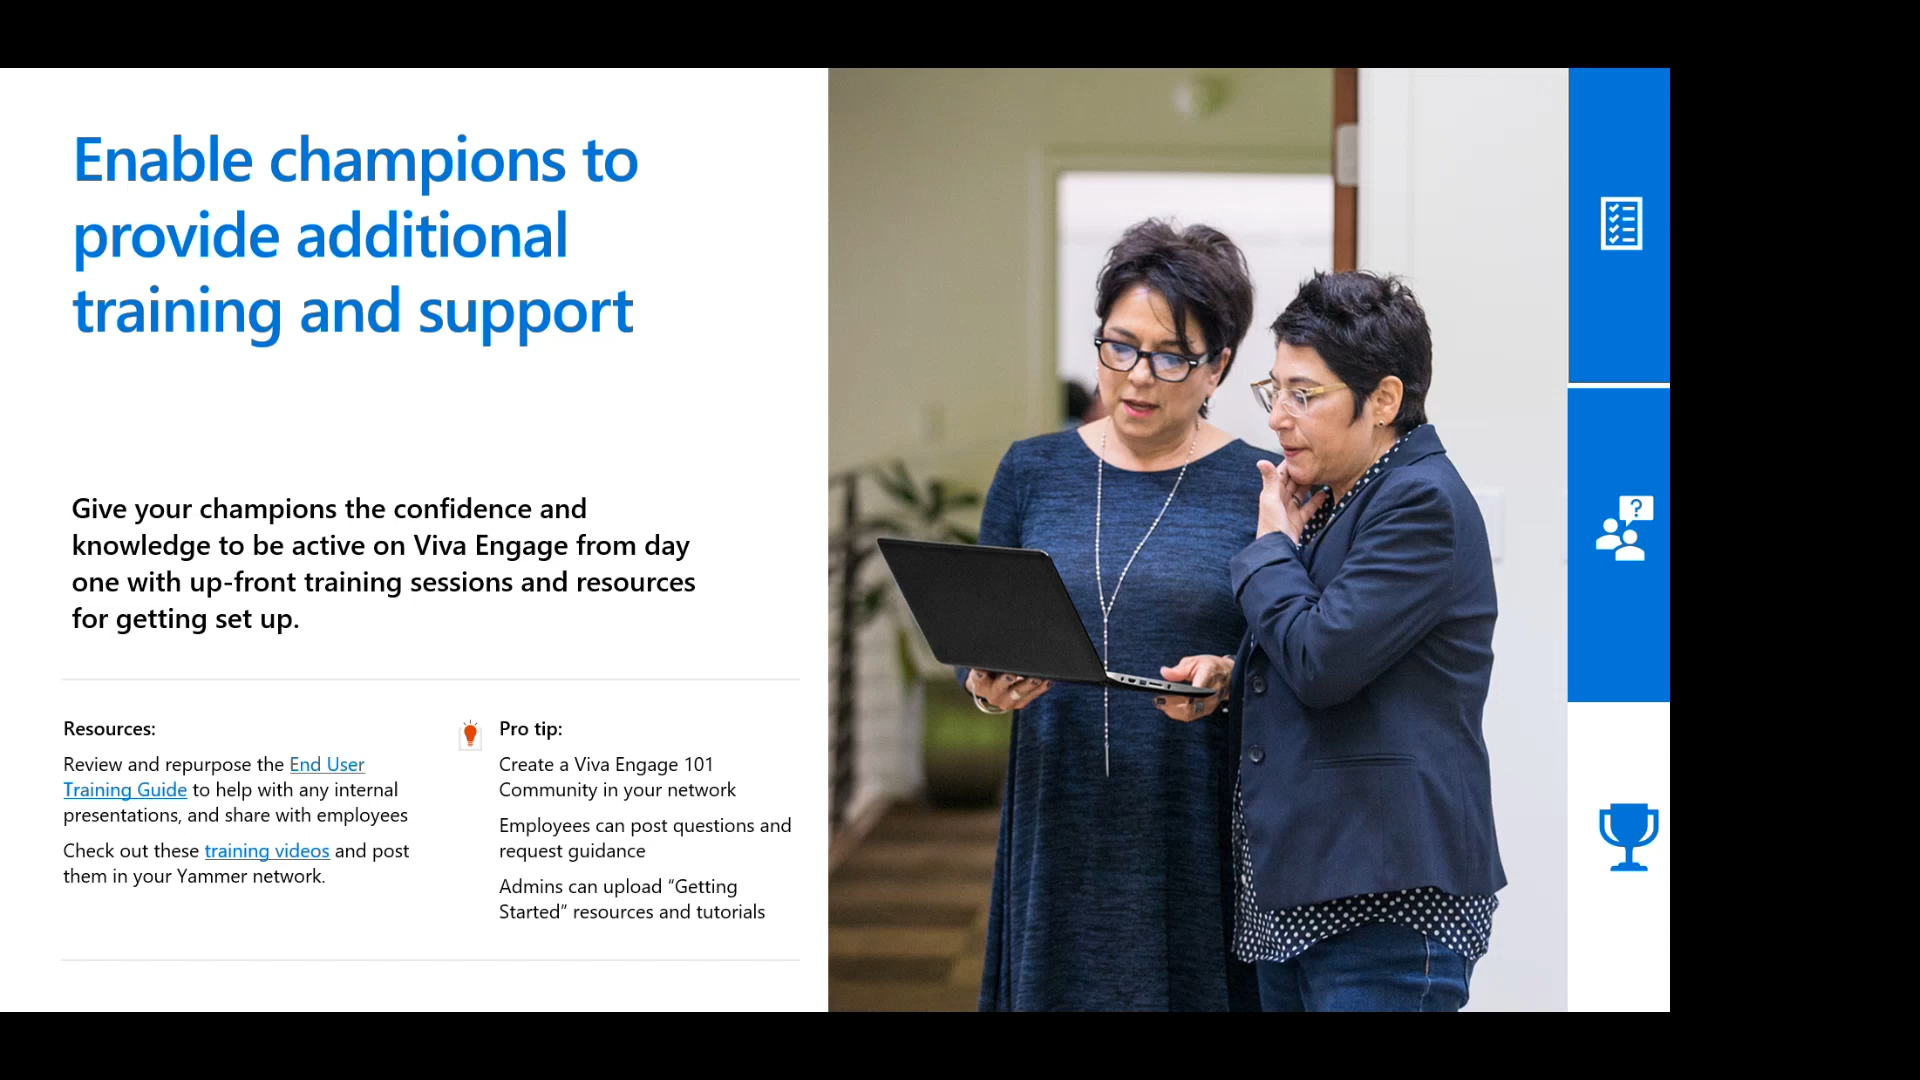 Enable champions to
provide additional
training and support
Give your champions the confidence and
knowledge to be active on Viva Engage from day
one with up-front training sessions and resources
for getting set up.
Resources:
Review and repurpose the End User
Training Guide to help with any internal
presentations, and share with employees
Check out these training videos and post
them in your Yammer network.
Pro tip:
Create a Viva Engage 101
Community in your network
Employees can post questions and
request guidance
Admins can upload “Getting
Started” resources and tutorials
?